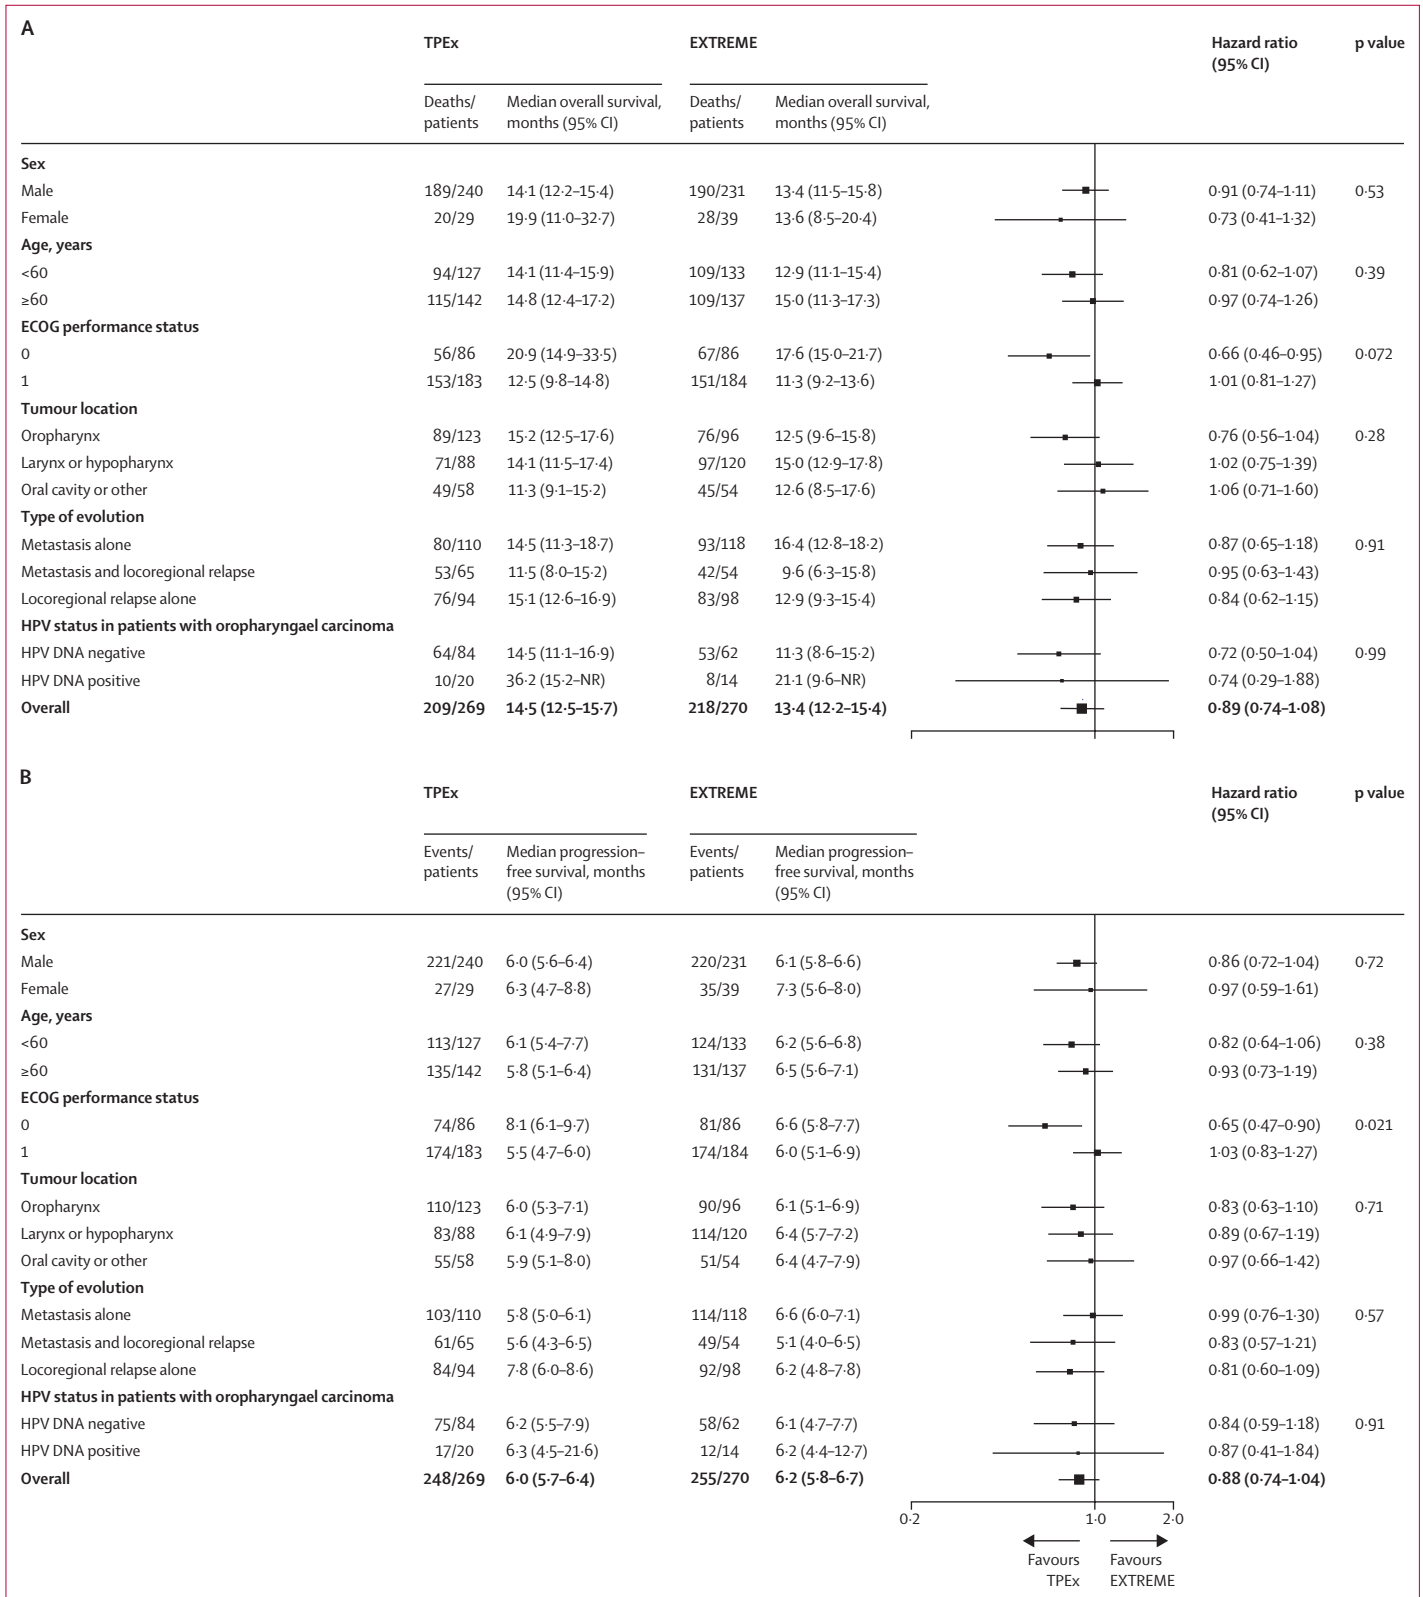 A
TPEx EXTREME Hazard ratio p value
(95% CI)
Deaths/ Median overall survival, Deaths/ Median overall survival,
patients months (95% CI) patients months (95% CI)
Sex
Male 189/240 14·1 (12·2–15·4) 190/231 13·4 (11·5–15·8) 0·91 (0·74–1·11) 0·53
Female 20/29 19·9 (11·0–32·7) 28/39 13·6 (8·5–20·4) 0·73 (0·41–1·32)
Age, years
<60 94/127 14·1 (11·4–15·9) 109/133 12·9 (11·1–15·4) 0·81 (0·62–1·07) 0·39
≥60 115/142 14·8 (12·4–17·2) 109/137 15·0 (11·3–17·3) 0·97 (0·74–1·26)
ECOG performance status
0 56/86 20·9 (14·9–33·5) 67/86 17·6 (15·0–21·7) 0·66 (0·46–0·95) 0·072
1 153/183 12·5 (9·8–14·8) 151/184 11·3 (9·2–13·6) 1·01 (0·81–1·27)
Tumour location
Oropharynx 89/123 15·2 (12·5–17·6) 76/96 12·5 (9·6–15·8) 0·76 (0·56–1·04) 0·28
Larynx or hypopharynx 71/88 14·1 (11·5–17·4) 97/120 15·0 (12·9–17·8) 1·02 (0·75–1·39)
Oral cavity or other 49/58 11·3 (9·1–15·2) 45/54 12·6 (8·5–17·6) 1·06 (0·71–1·60)
Type of evolution
Metastasis alone 80/110 14·5 (11·3–18·7) 93/118 16·4 (12·8–18·2) 0·87 (0·65–1·18) 0·91
Metastasis and locoregional relapse 53/65 11·5 (8·0–15·2) 42/54 9·6 (6·3–15·8) 0·95 (0·63–1·43)
Locoregional relapse alone 76/94 15·1 (12·6–16·9) 83/98 12·9 (9·3–15·4) 0·84 (0·62–1·15)
HPV status in patients with oropharyngael carcinoma
HPV DNA negative 64/84 14·5 (11·1–16·9) 53/62 11·3 (8·6–15·2) 0·72 (0·50–1·04) 0·99
HPV DNA positive 10/20 36·2 (15·2–NR) 8/14 21·1 (9·6–NR) 0·74 (0·29–1·88)
Overall 209/269 14·5 (12·5–15·7) 218/270 13·4 (12·2–15·4) 0·89 (0·74–1·08)
B
TPEx EXTREME Hazard ratio p value
(95% CI)
Events/ Median progression– Events/ Median progression–
patients free survival, months patients free survival, months
(95% CI) (95% CI)
Sex
Male 221/240 6·0 (5·6–6·4) 220/231 6·1 (5·8–6·6) 0·86 (0·72–1·04) 0·72
Female 27/29 6·3 (4·7–8·8) 35/39 7·3 (5·6–8·0) 0·97 (0·59–1·61)
Age, years
<60 113/127 6·1 (5·4–7·7) 124/133 6·2 (5·6–6·8) 0·82 (0·64–1·06) 0·38
≥60 135/142 5·8 (5·1–6·4) 131/137 6·5 (5·6–7·1) 0·93 (0·73–1·19)
ECOG performance status
0 74/86 8·1 (6·1–9·7) 81/86 6·6 (5·8–7·7) 0·65 (0·47–0·90) 0·021
1 174/183 5·5 (4·7–6·0) 174/184 6·0 (5·1–6·9) 1·03 (0·83–1·27)
Tumour location
Oropharynx 110/123 6·0 (5·3–7·1) 90/96 6·1 (5·1–6·9) 0·83 (0·63–1·10) 0·71
Larynx or hypopharynx 83/88 6·1 (4·9–7·9) 114/120 6·4 (5·7–7·2) 0·89 (0·67–1·19)
Oral cavity or other 55/58 5·9 (5·1–8·0) 51/54 6·4 (4·7–7·9) 0·97 (0·66–1·42)
Type of evolution
Metastasis alone 103/110 5·8 (5·0–6·1) 114/118 6·6 (6·0–7·1) 0·99 (0·76–1·30) 0·57
Metastasis and locoregional relapse 61/65 5·6 (4·3–6·5) 49/54 5·1 (4·0–6·5) 0·83 (0·57–1·21)
Locoregional relapse alone 84/94 7·8 (6·0–8·6) 92/98 6·2 (4·8–7·8) 0·81 (0·60–1·09)
HPV status in patients with oropharyngael carcinoma
HPV DNA negative 75/84 6·2 (5·5–7·9) 58/62 6·1 (4·7–7·7) 0·84 (0·59–1·18) 0·91
HPV DNA positive 17/20 6·3 (4·5–21·6) 12/14 6·2 (4·4–12·7) 0·87 (0·41–1·84)
Overall 248/269 6·0 (5·7–6·4) 255/270 6·2 (5·8–6·7) 0·88 (0·74–1·04)
0·2 1·0 2·0
Favours Favours
TPEx EXTREME